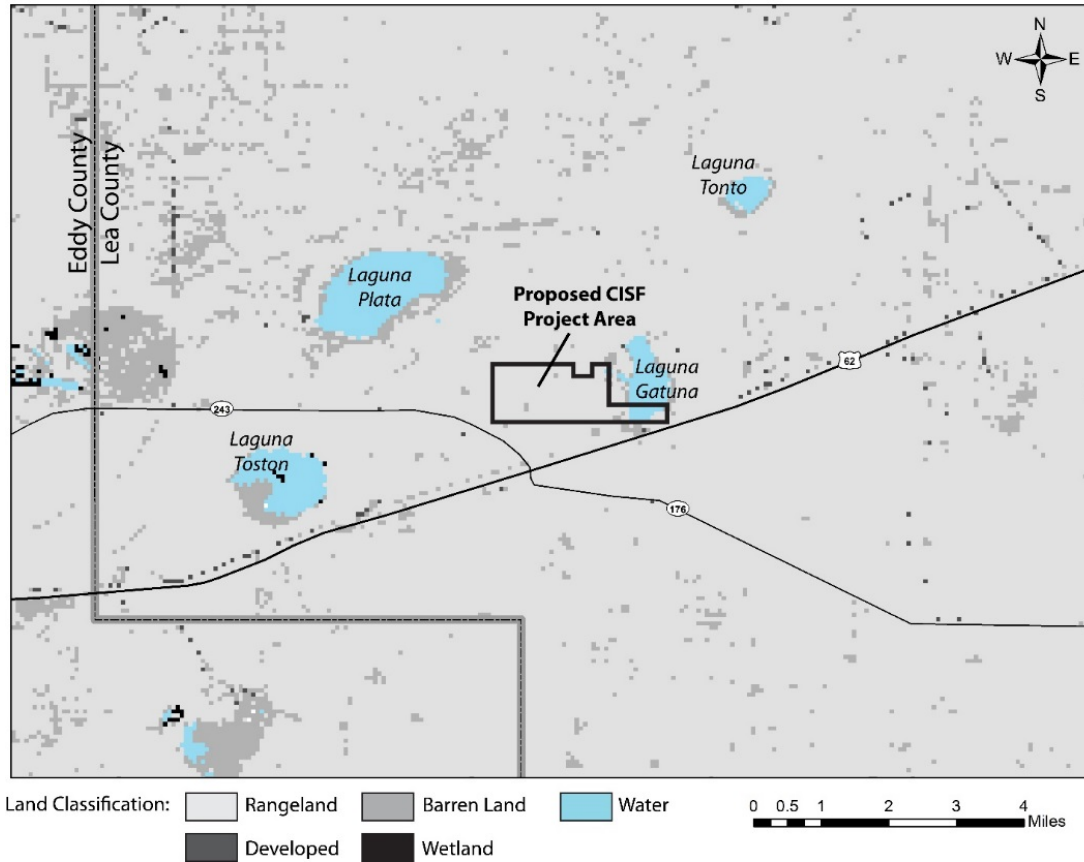 N
W E
S
Eddy County
Lea County
Laguna
Tonto
Laguna
Plata
Proposed CISF
Project Area
62
Laguna
Gatuna
243
Laguna
Toston
176
Land Classification:
Rangeland
Barren Land
Water
Developed
Wetland
0 0.5 1 2 3 4
Miles